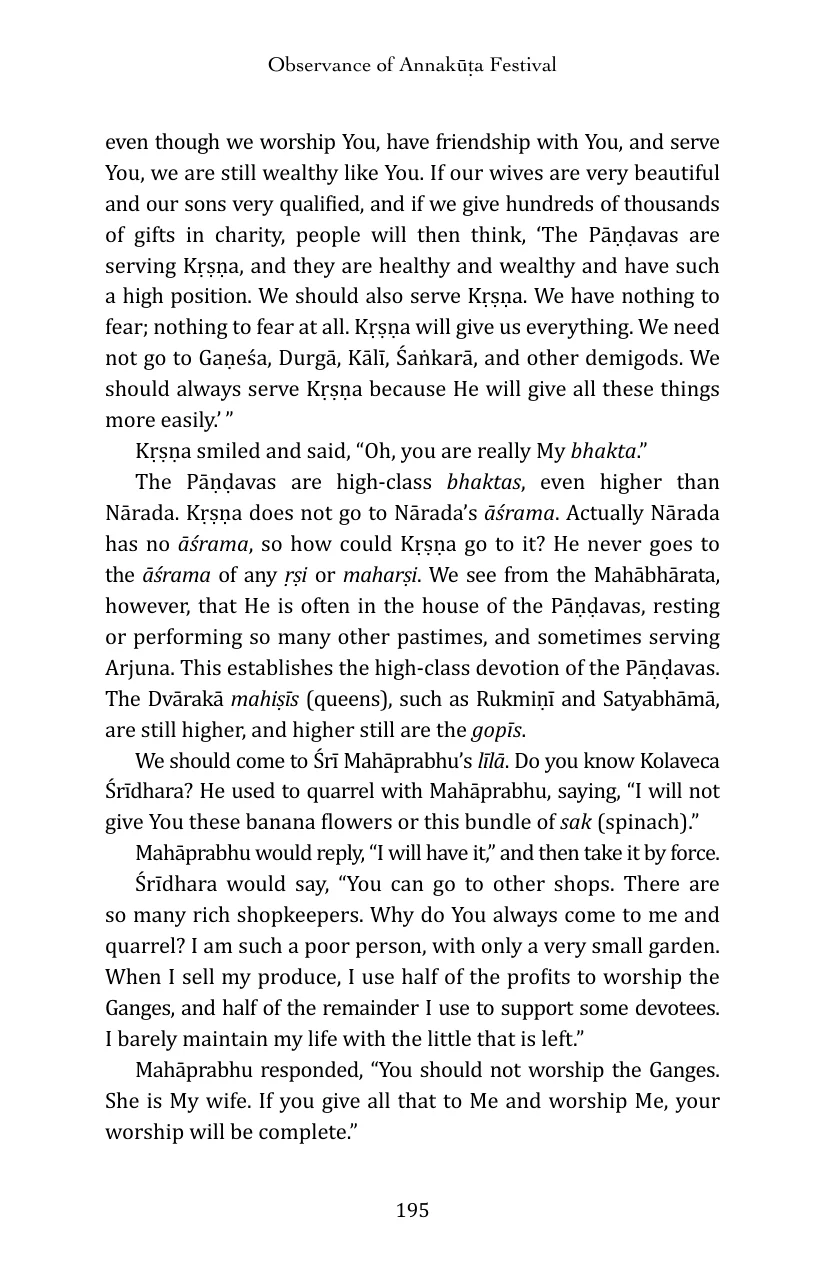 Observance of Annakūṭa Festival
even though we worship You, have friendship with You, and serve
You, we are still wealthy like You. If our wives are very beautiful
and our sons very qualified, and if we give hundreds of thousands
of gifts in charity, people will then think, ‘The Pāṇḍavas are
serving Kṛṣṇa, and they are healthy and wealthy and have such
a high position. We should also serve Kṛṣṇa. We have nothing to
fear; nothing to fear at all. Kṛṣṇa will give us everything. We need
not go to Gaṇeśa, Durgā, Kālī, Śaṅkarā, and other demigods. We
should always serve Kṛṣṇa because He will give all these things
more easily.’ ”
Kṛṣṇa smiled and said, “Oh, you are really My bhakta.”
The Pāṇḍavas are high-class bhaktas, even higher than
Nārada. Kṛṣṇa does not go to Nārada’s āśrama. Actually Nārada
has no āśrama, so how could Kṛṣṇa go to it? He never goes to
the āśrama of any ṛṣi or maharṣi. We see from the Mahābhārata,
however, that He is often in the house of the Pāṇḍavas, resting
or performing so many other pastimes, and sometimes serving
Arjuna. This establishes the high-class devotion of the Pāṇḍavas.
The Dvārakā mahiṣīs (queens), such as Rukmiṇī and Satyabhāmā,
are still higher, and higher still are the gopīs.
We should come to Śrī Mahāprabhu’s līlā. Do you know Kolaveca
Śrīdhara? He used to quarrel with Mahāprabhu, saying, “I will not
give You these banana flowers or this bundle of sak (spinach).”
Mahāprabhu would reply, “I will have it,” and then take it by force.
Śrīdhara would say, “You can go to other shops. There are
so many rich shopkeepers. Why do You always come to me and
quarrel? I am such a poor person, with only a very small garden.
When I sell my produce, I use half of the profits to worship the
Ganges, and half of the remainder I use to support some devotees.
I barely maintain my life with the little that is left.”
Mahāprabhu responded, “You should not worship the Ganges.
She is My wife. If you give all that to Me and worship Me, your
worship will be complete.”
195